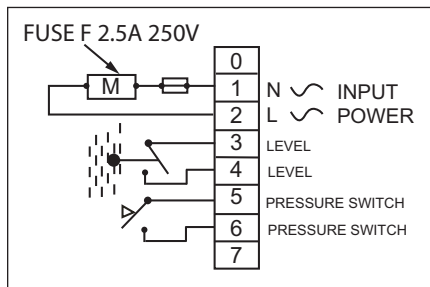 FUSE F 2.5A 250V
M
0
1 N INPUT
2 L POWER
3 LEVEL
4 LEVEL
5 PRESSURE SWITCH
6 PRESSURE SWITCH
7